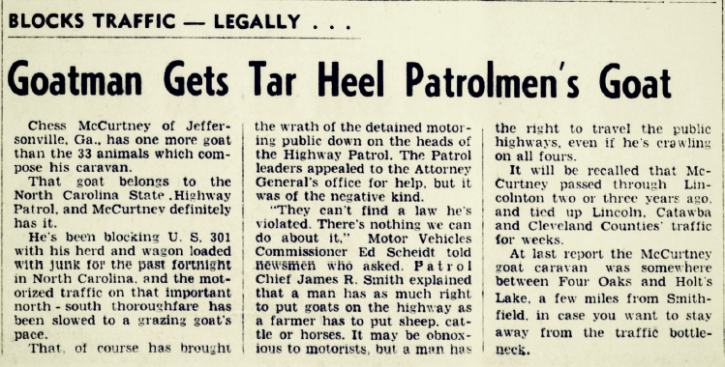 BLOCKS TRAFFIC — LEGALLY . . .
Goatman Gets Tar Heel Patrolmen's Goat
Chess McCurtney of Jeffer-
sonville, Ga., has one more goat
than the 33 animals which com-
pose his caravan.
That goat belongs to the
North Carolina State Highway
Patrol, and McCurtney definitely
has it.
He's been blocking U. S. 301
with his herd and wagon loaded
with junk for the past fortnight
in North Carolina, and the mot-
orized traffic on that important
north - south thoroughfare has
been slowed to a grazing goat's
pace.
That, of course has brought
the wrath of the detained motor-
ing public down on the heads of
the Highway Patrol. The Patrol
leaders appealed to the Attorney
General's office for help, but it
was of the negative kind.
"They can't find a law he's
violated. There's nothing we can
do about it," Motor Vehicles
Commissioner Ed Scheidt told
newsmen who asked. Patrol
Chief James R. Smith explained
that a man has as much right
to put goats on the highway as
a farmer has to put sheep, cat-
tle or horses. It may be obnox-
ious to motorists, but a man has
the right to travel the public
highways, even if he's crawling
on all fours.
It will be recalled that Mc-
Curtney passed through Lin-
colnton two or three years ago,
and tied up Lincoln, Catawba
and Cleveland Counties' traffic
for weeks.
At last report the McCurtney
goat caravan was somewhere
between Four Oaks and Holt's
Lake, a few miles from Smith-
field, in case you want to stay
away from the traffic bottle-
neck.